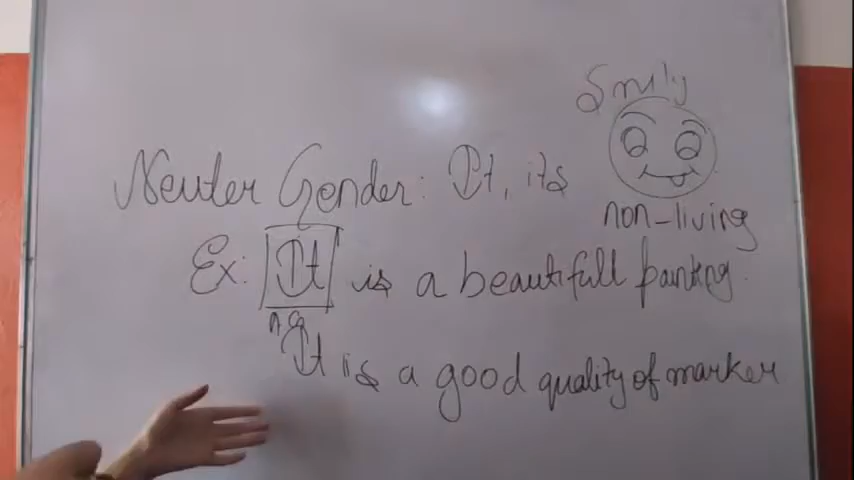 Smily
Neuter Gender: It, its
non-living
Ex: It is a beautifull painting.
n G
It is a good quality of marker